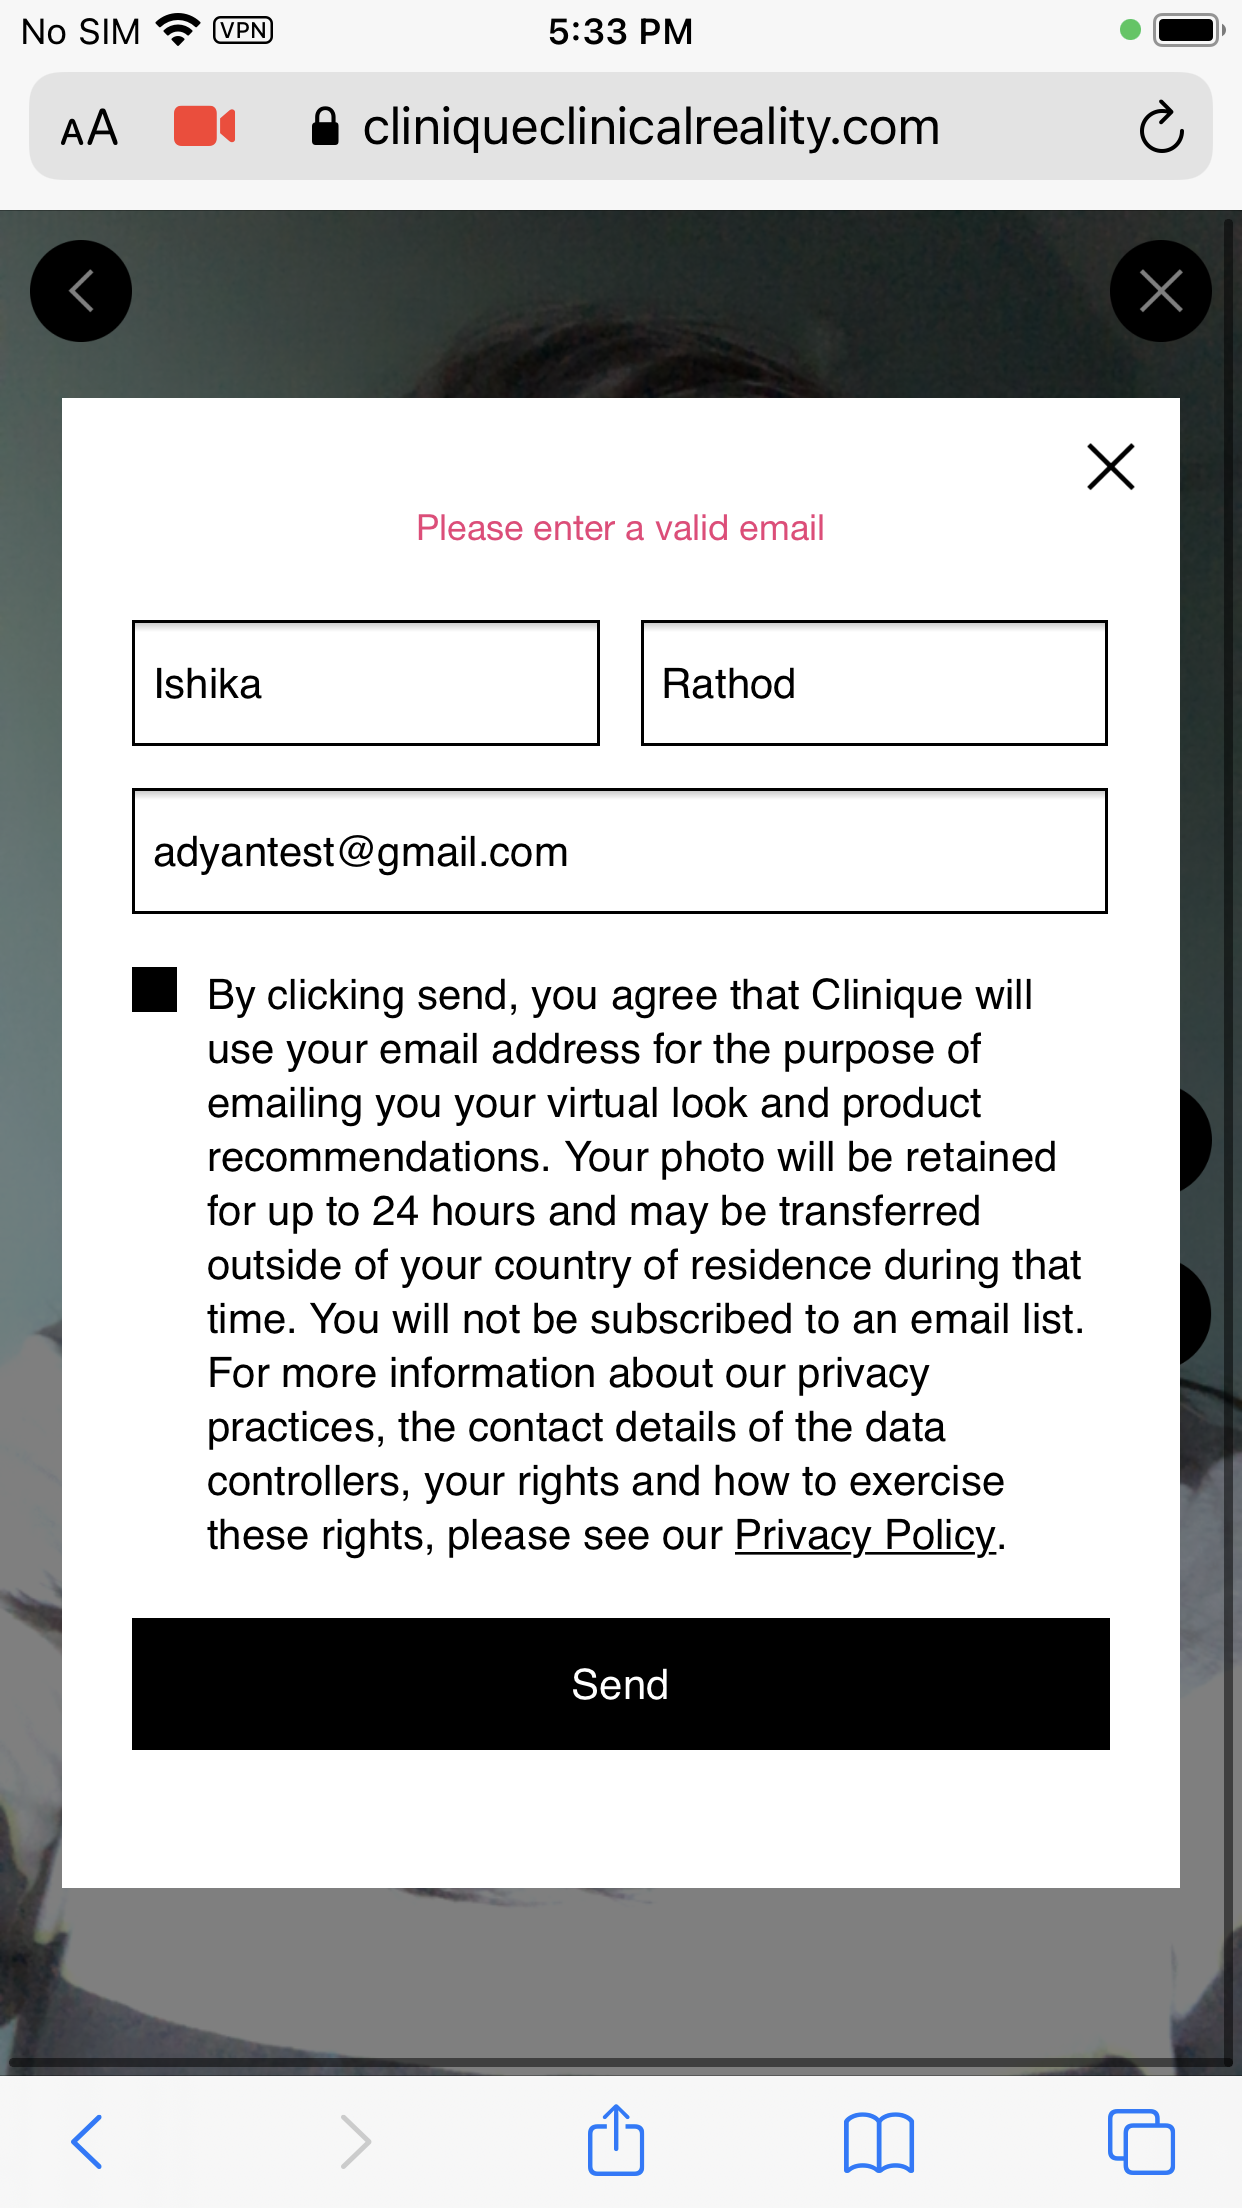 No SIM VPN 5:33 PM
AA cliniqueclinicalreality.com
Please enter a valid email
Ishika Rathod
adyantest@gmail.com
By clicking send, you agree that Clinique will
use your email address for the purpose of
emailing you your virtual look and product
recommendations. Your photo will be retained
for up to 24 hours and may be transferred
outside of your country of residence during that
time. You will not be subscribed to an email list.
For more information about our privacy
practices, the contact details of the data
controllers, your rights and how to exercise
these rights, please see our Privacy Policy.
Send